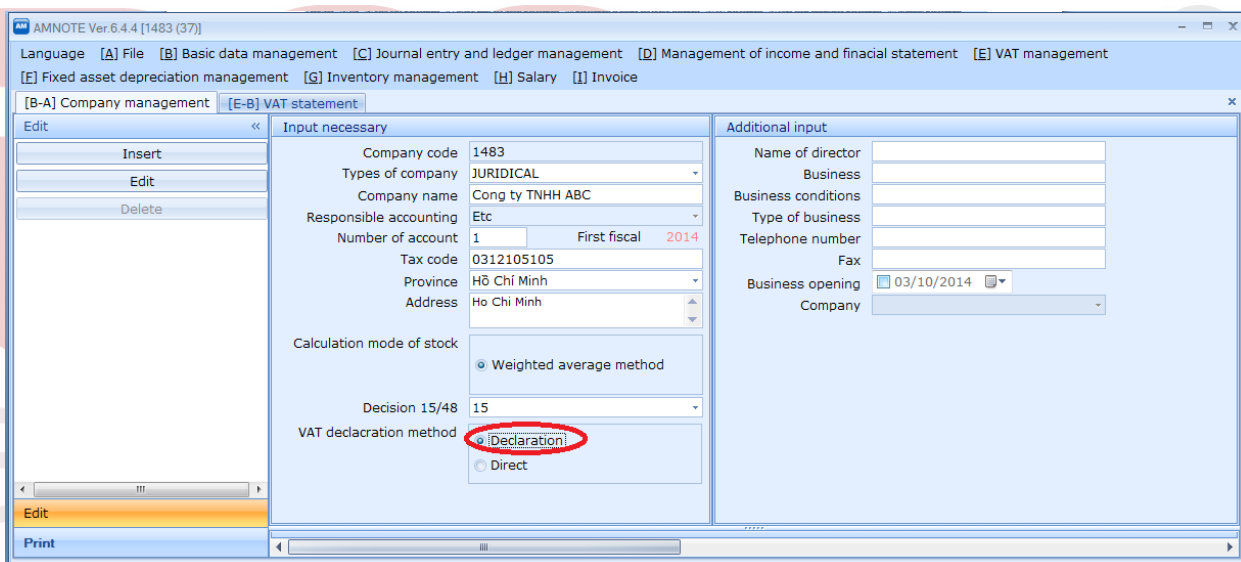 AMNOTE Ver.6.4.4 [1483 (37)]
Language [A] File [B] Basic data management [C] Journal entry and ledger management [D] Management of income and finacial statement [E] VAT management
[F] Fixed asset depreciation management [G] Inventory management [H] Salary [I] Invoice
[B-A] Company management [E-B] VAT statement
Edit
Insert
Edit
Delete
Edit
Print
Input necessary
Company code 1483
Types of company JURIDICAL
Company name Cong ty TNHH ABC
Responsible accounting Etc
Number of account 1 First fiscal 2014
Tax code 0312105105
Province Hồ Chí Minh
Address Ho Chi Minh
Calculation mode of stock
Weighted average method
Decision 15/48 15
VAT declacration method
Declaration
Direct
Additional input
Name of director
Business
Business conditions
Type of business
Telephone number
Fax
Business opening 03/10/2014
Company